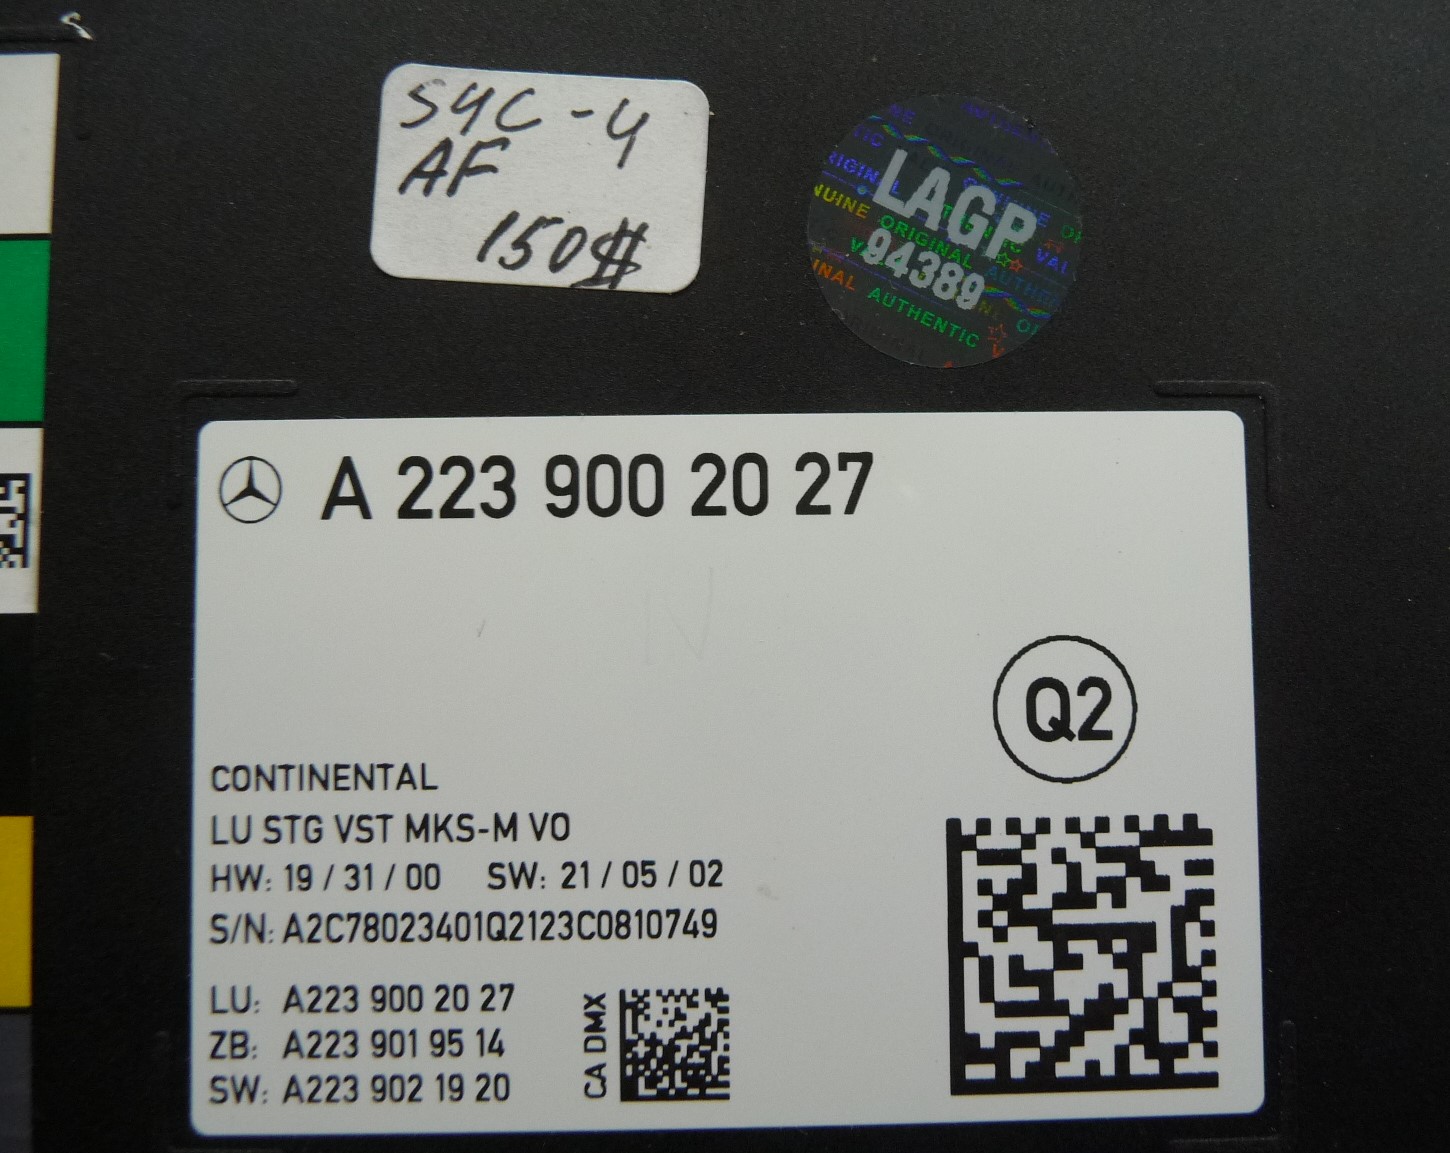 S4C-4
AF
150$
LAGP
94389
ORIGINAL
AUTHENTIC
A 223 900 20 27
Q2
CONTINENTAL
LU STG VST MKS-M VO
HW: 19 / 31 / 00 SW: 21 / 05 / 02
S/N: A2C78023401Q2123C0810749
LU: A223 900 20 27
ZB: A223 901 95 14
SW: A223 902 19 20
CA DMX